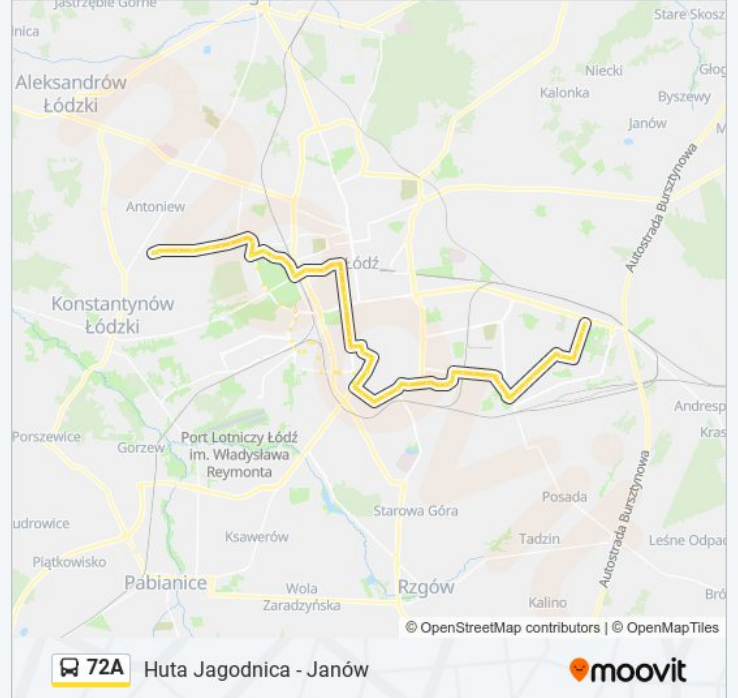 Jastrzębie Górne
Stare Skosz
nica
Niecki
Głog
Aleksandrów
Łódzki
Kalonka
Byszewy
Janów
M
Autostrada Bursztynowa
Antoniew
Łódź
Konstantynów
Łódzki
Andresp
Kras
Porszewice
Gorzew
Port Lotniczy Łódź
im. Władysława
Reymonta
Posada
Starowa Góra
udrowice
Ksawerów
Tadzin
Leśne Odpad
Autostrada Bursztynowa
Piątkowisko
Pabianice
Wola
Zaradzyńska
Rzgów
Kalino
Bró
© OpenStreetMap contributors | © OpenMapTiles
72A Huta Jagodnica - Janów
moovit